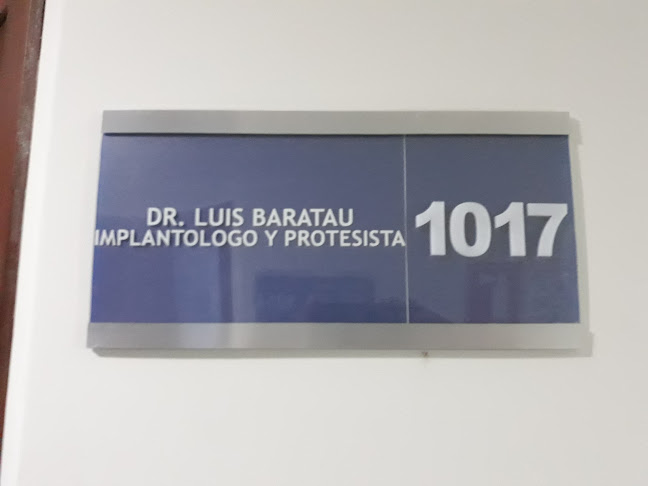 DR. LUIS BARATAU
IMPLANTOLOGO Y PROTESISTA
1017